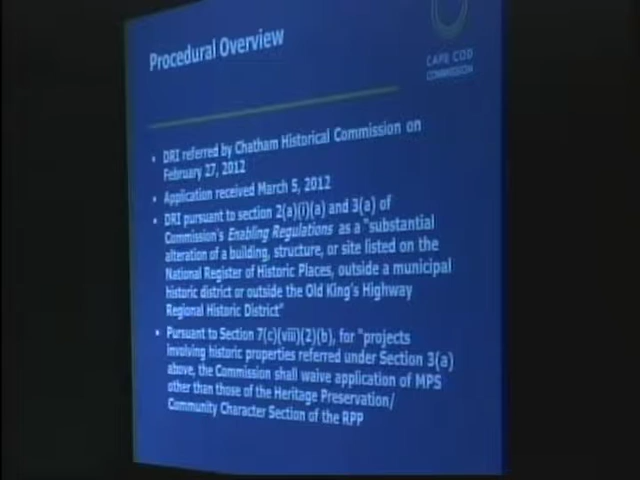 Procedural Overview
CAPE COD
COMMISSION
• DRI referred by Chatham Historical Commission on
February 27, 2012
• Application received March 5, 2012
• DRI pursuant to section 2(a)(i)(a) and 3(a) of
Commission's Enabling Regulations as a "substantial
alteration of a building, structure, or site listed on the
National Register of Historic Places, outside a municipal
historic district or outside the Old King's Highway
Regional Historic District"
• Pursuant to Section 7(c)(viii)(2)(b), for "projects
involving historic properties referred under Section 3(a)
above, the Commission shall waive application of MPS
other than those of the Heritage Preservation/
Community Character Section of the RPP